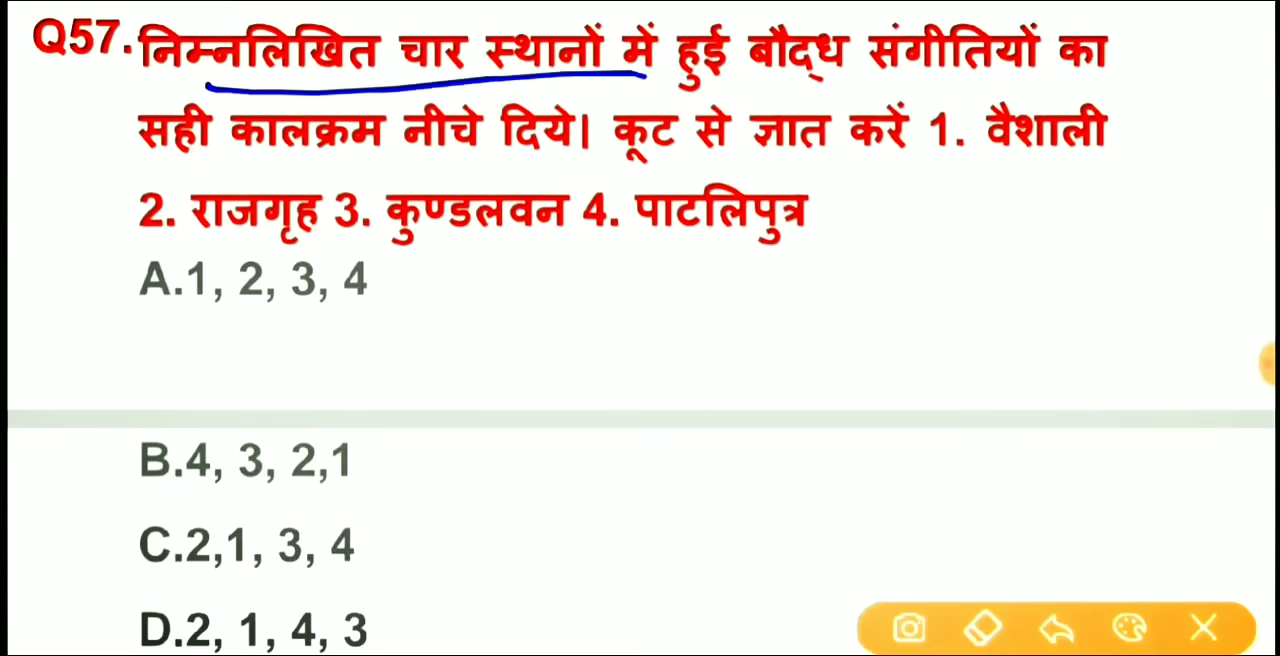 Q57. निम्नलिखित चार स्थानों में हुई बौद्ध संगीतियों का
सही कालक्रम नीचे दिये। कूट से ज्ञात करें 1. वैशाली
2. राजगृह 3. कुण्डलवन 4. पाटलिपुत्र
A.1, 2, 3, 4
B.4, 3, 2,1
C.2,1, 3, 4
D.2, 1, 4, 3